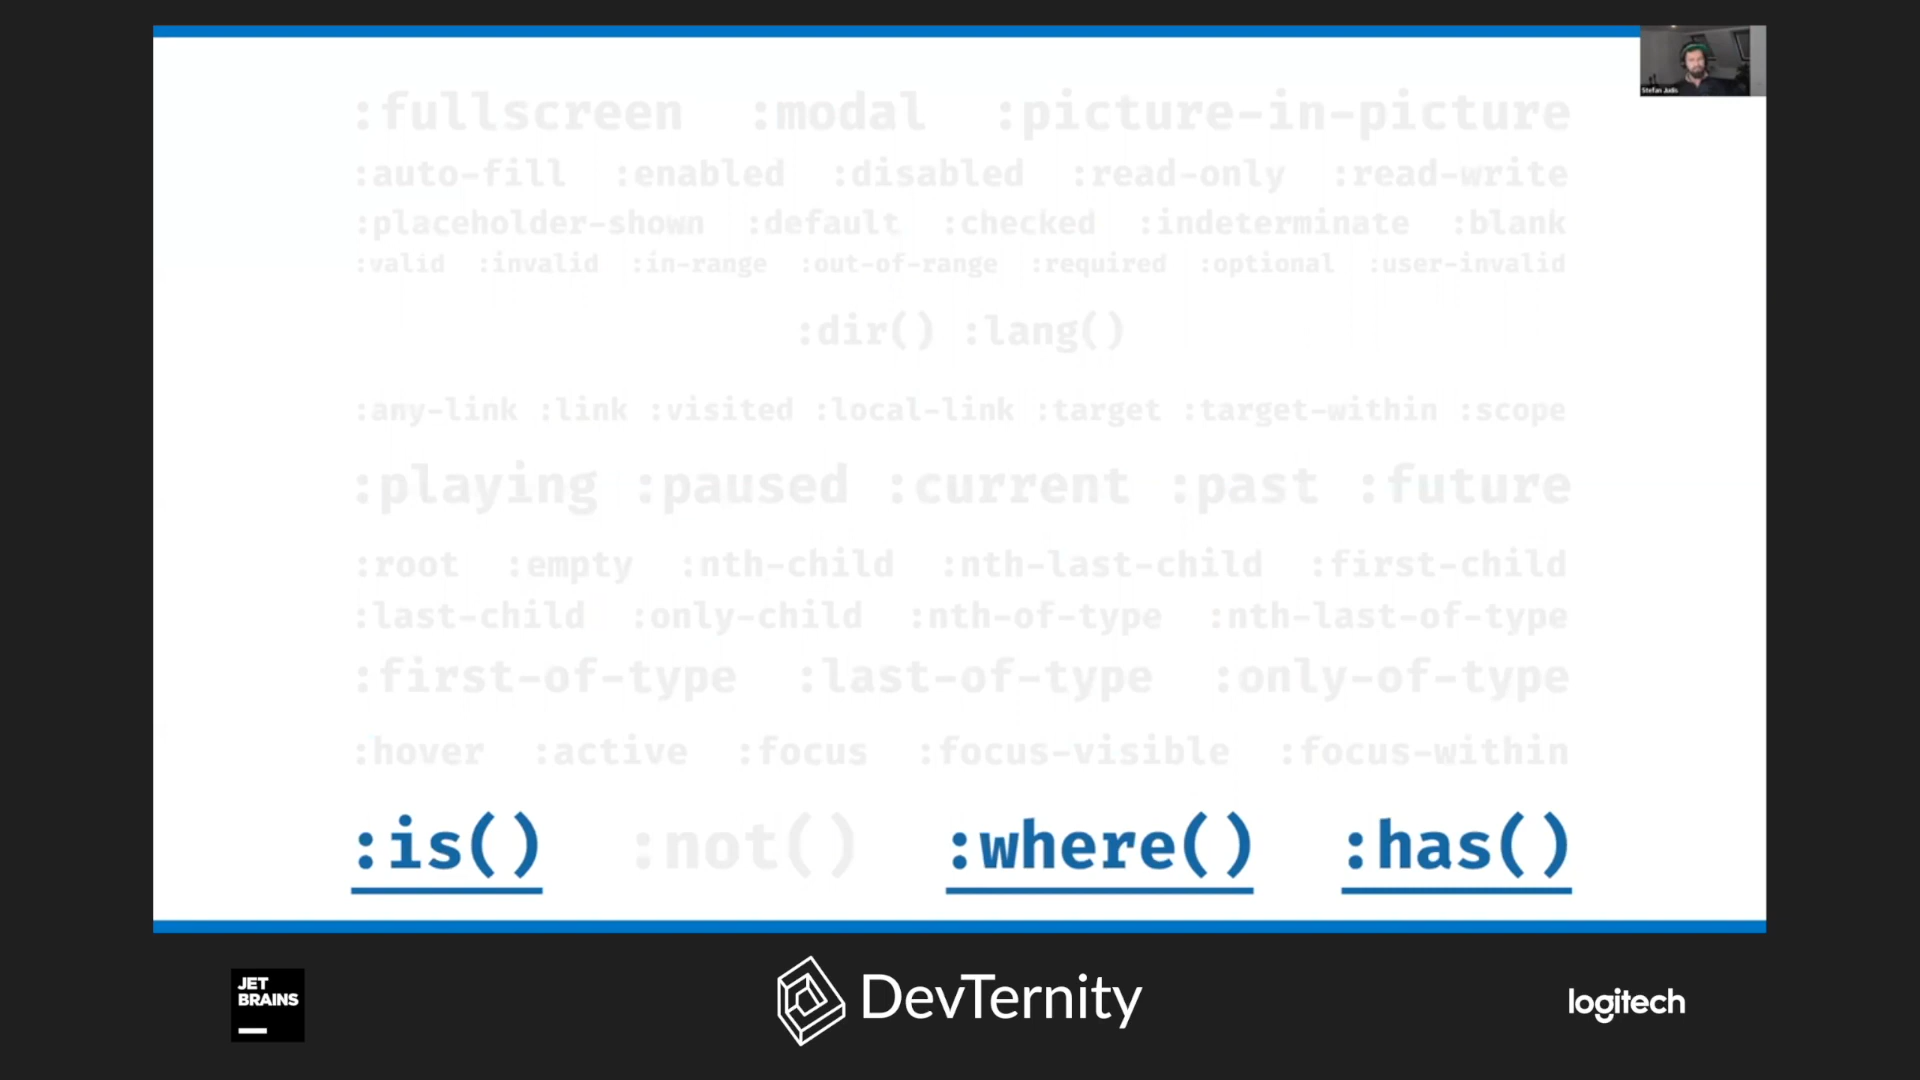 Stefan Judis
:fullscreen :modal :picture-in-picture
:auto-fill :enabled :disabled :read-only :read-write
:placeholder-shown :default :checked :indeterminate :blank
:valid :invalid :in-range :out-of-range :required :optional :user-invalid
:dir() :lang()
:any-link :link :visited :local-link :target :target-within :scope
:playing :paused :current :past :future
:root :empty :nth-child :nth-last-child :first-child
:last-child :only-child :nth-of-type :nth-last-of-type
:first-of-type :last-of-type :only-of-type
:hover :active :focus :focus-visible :focus-within
:is() :not() :where() :has()
JET
BRAINS
DevTernity
logitech